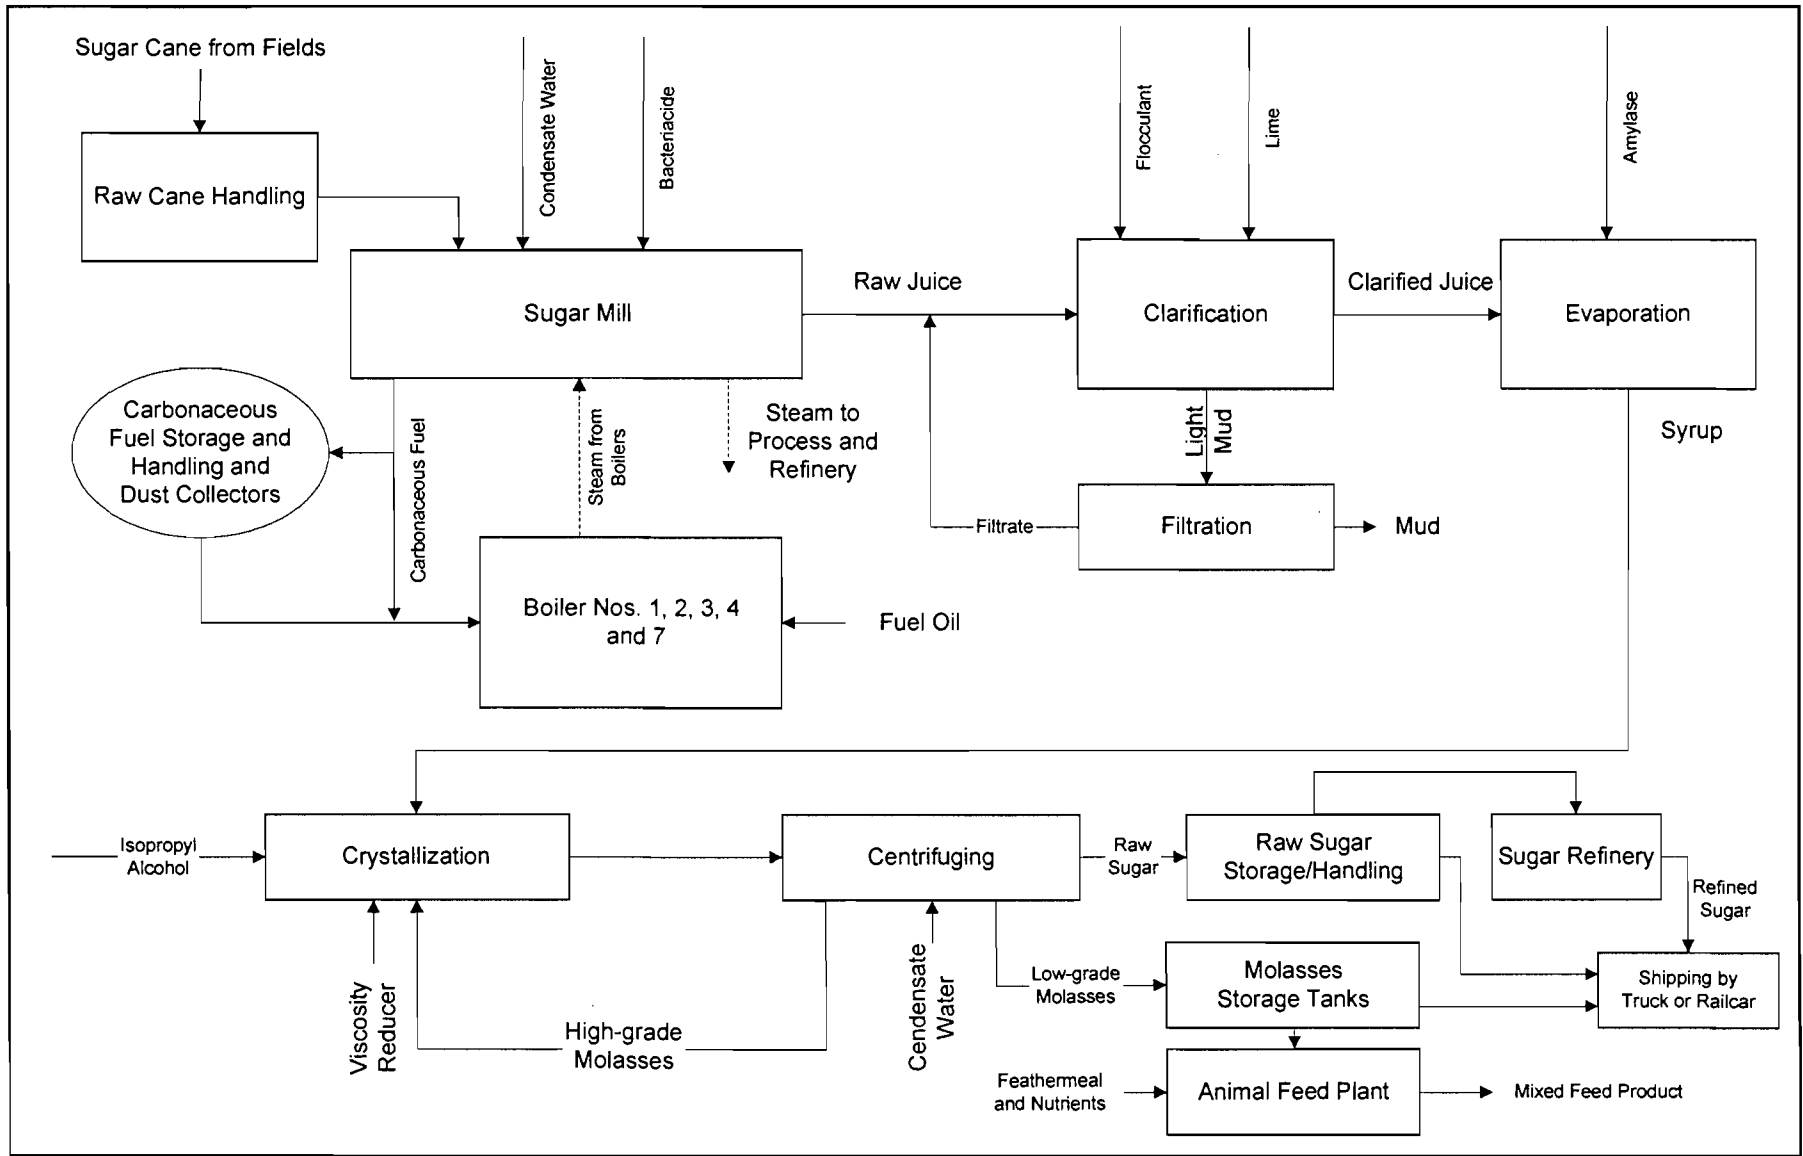 Sugar Cane from Fields
Condensate Water
Bacteriacide
Flocculant
Lime
Amylase
Raw Cane Handling
Sugar Mill
Raw Juice
Clarification
Clarified Juice
Evaporation
Carbonaceous
Fuel Storage and
Handling and
Dust Collectors
Carbonaceous Fuel
Steam from
Boilers
Steam to
Process and
Refinery
Light
Mud
Syrup
Filtrate
Filtration
Mud
Boiler Nos. 1, 2, 3, 4
and 7
Fuel Oil
Isopropyl
Alcohol
Crystallization
Centrifuging
Raw
Sugar
Raw Sugar
Storage/Handling
Sugar Refinery
Refined
Sugar
Viscosity
Reducer
High-grade
Molasses
Cendensate
Water
Low-grade
Molasses
Molasses
Storage Tanks
Shipping by
Truck or Railcar
Feathermeal
and Nutrients
Animal Feed Plant
Mixed Feed Product